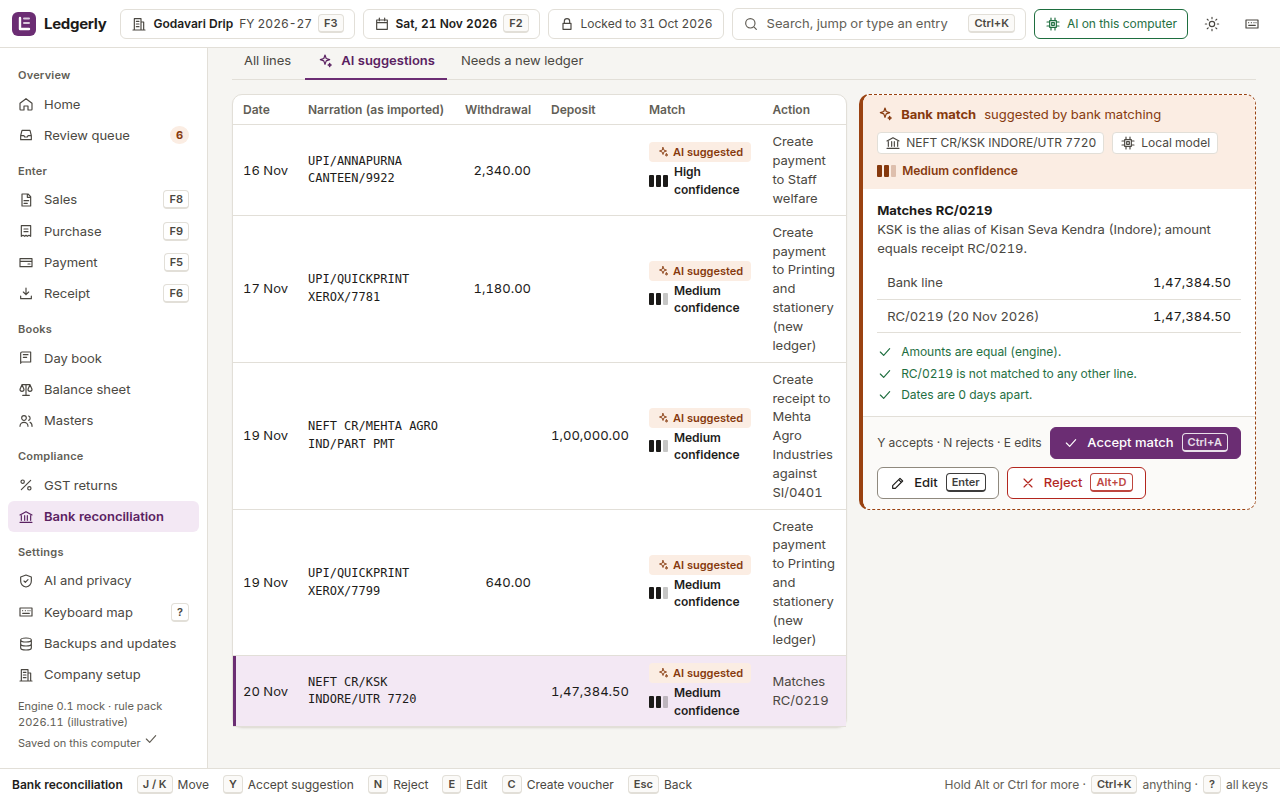 Ledgerly
Godavari Drip FY 2026-27 F3
Sat, 21 Nov 2026 F2
Locked to 31 Oct 2026
Search, jump or type an entry Ctrl+K
AI on this computer
Overview
Home
Review queue 6
Enter
Sales F8
Purchase F9
Payment F5
Receipt F6
Books
Day book
Balance sheet
Masters
Compliance
GST returns
Bank reconciliation
Settings
AI and privacy
Keyboard map ?
Backups and updates
Company setup
Engine 0.1 mock · rule pack
2026.11 (illustrative)
Saved on this computer
All lines AI suggestions Needs a new ledger
Date Narration (as imported) Withdrawal Deposit Match Action
16 Nov
UPI/ANNAPURNA
CANTEEN/9922
2,340.00
AI suggested
High
confidence
Create
payment
to Staff
welfare
17 Nov
UPI/QUICKPRINT
XEROX/7781
1,180.00
AI suggested
Medium
confidence
Create
payment
to Printing
and
stationery
(new
ledger)
19 Nov
NEFT CR/MEHTA AGRO
IND/PART PMT
1,00,000.00
AI suggested
Medium
confidence
Create
receipt to
Mehta
Agro
Industries
against
SI/0401
19 Nov
UPI/QUICKPRINT
XEROX/7799
640.00
AI suggested
Medium
confidence
Create
payment
to Printing
and
stationery
(new
ledger)
20 Nov
NEFT CR/KSK
INDORE/UTR 7720
1,47,384.50
AI suggested
Medium
confidence
Matches
RC/0219
Bank match suggested by bank matching
NEFT CR/KSK INDORE/UTR 7720 Local model
Medium confidence
Matches RC/0219
KSK is the alias of Kisan Seva Kendra (Indore); amount
equals receipt RC/0219.
Bank line 1,47,384.50
RC/0219 (20 Nov 2026) 1,47,384.50
Amounts are equal (engine).
RC/0219 is not matched to any other line.
Dates are 0 days apart.
Y accepts · N rejects · E edits Accept match Ctrl+A
Edit Enter Reject Alt+D
Bank reconciliation J / K Move Y Accept suggestion N Reject E Edit C Create voucher Esc Back Hold Alt or Ctrl for more · Ctrl+K anything · ? all keys